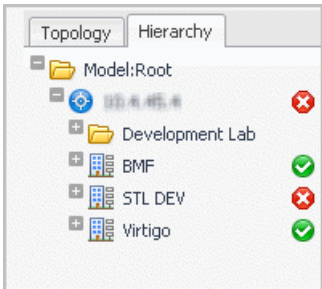 Topology Hierarchy
Model:Root
Development Lab
BMF
STL DEV
Virtigo